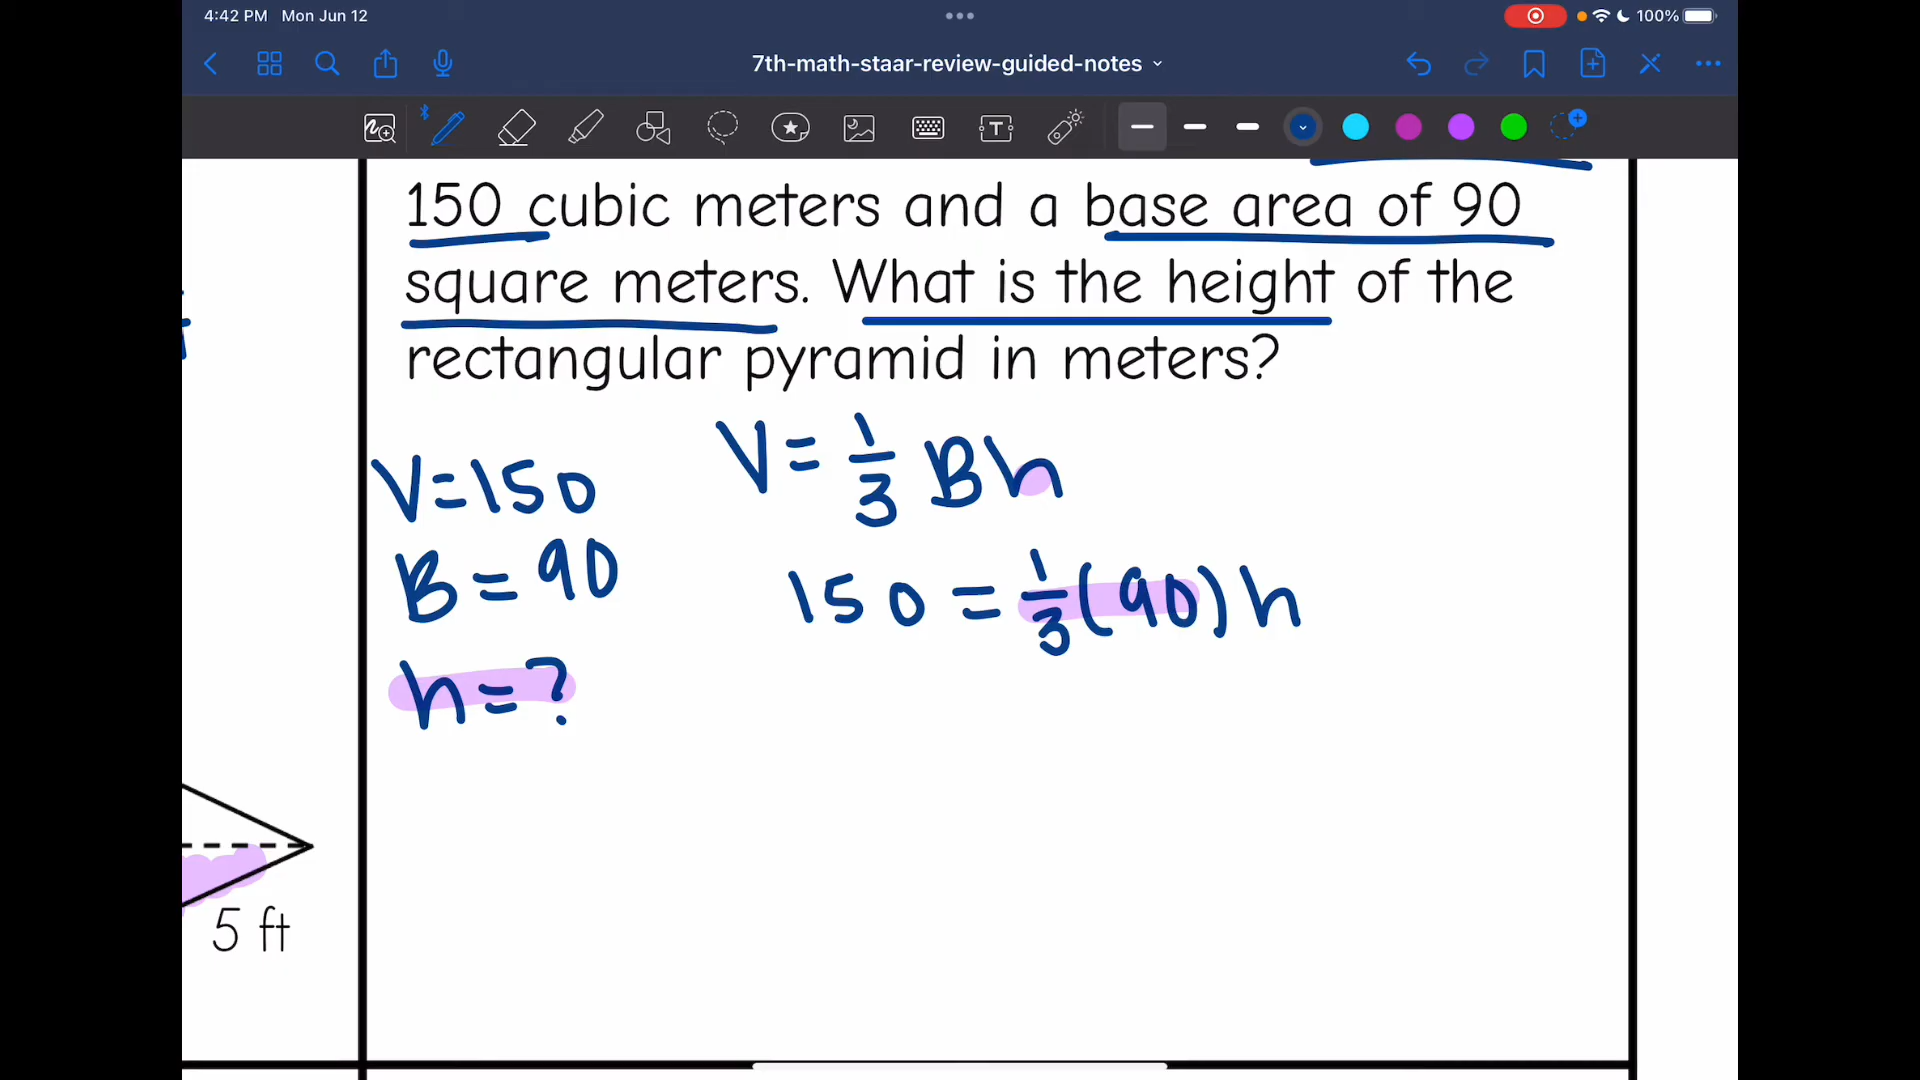 4:42 PM Mon Jun 12
100%
7th-math-staar-review-guided-notes
150 cubic meters and a base area of 90
square meters. What is the height of the
rectangular pyramid in meters?
V = 1/3 Bh
V=150
B = 90
150 = 1/3 (90) h
h = ?
5 ft